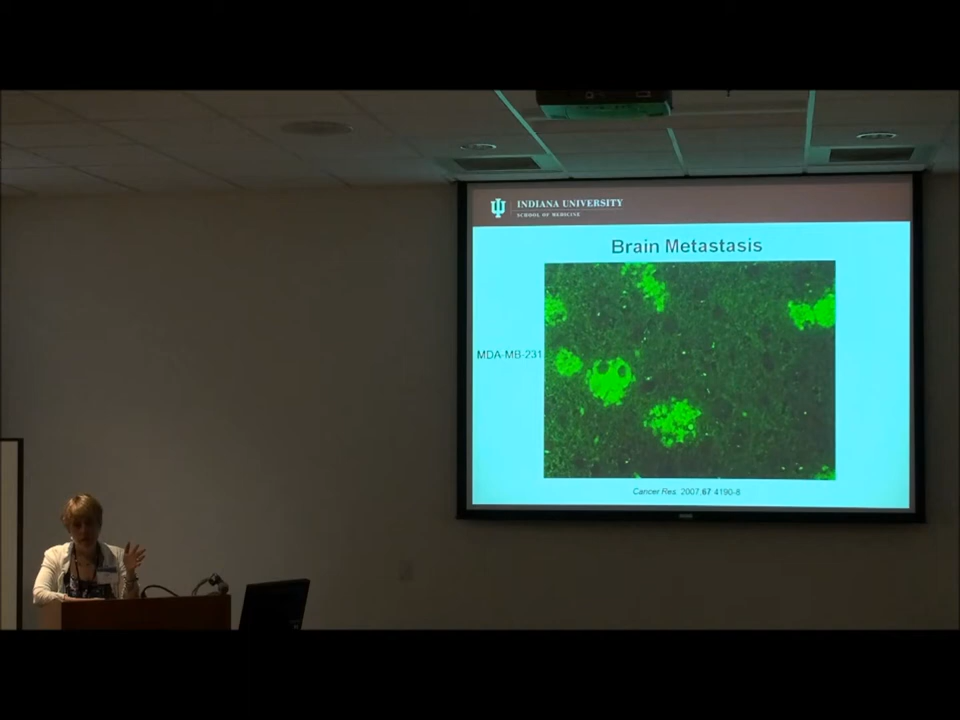 INDIANA UNIVERSITY
SCHOOL OF MEDICINE
Brain Metastasis
MDA-MB-231
Cancer Res. 2007;67:4190-8